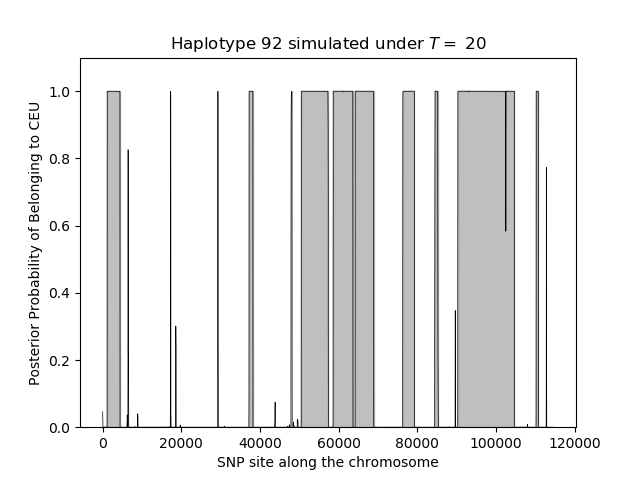 Haplotype 92 simulated under T = 20
Posterior Probability of Belonging to CEU
1.0
0.8
0.6
0.4
0.2
0.0
0 20000 40000 60000 80000 100000 120000
SNP site along the chromosome